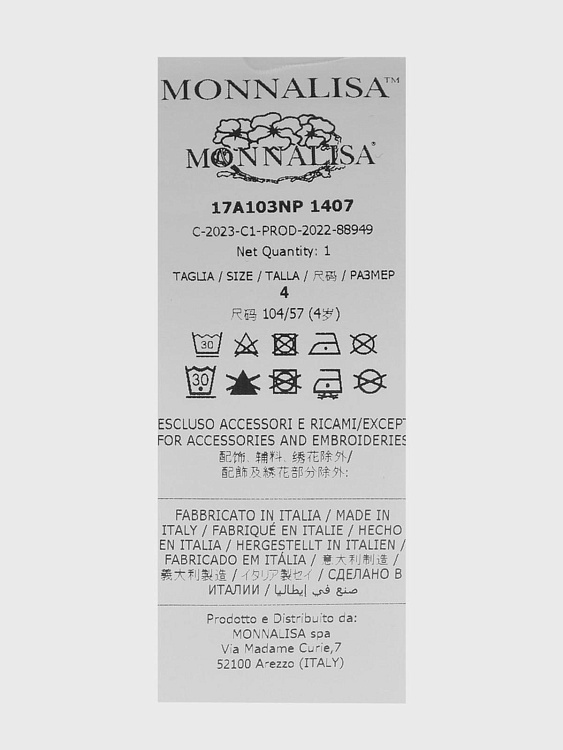 MONNALISA™
MONNALISA®
17A103NP 1407
C-2023-C1-PROD-2022-88949
Net Quantity: 1
TAGLIA / SIZE / TALLA / 尺码 / РАЗМЕР
4
尺码 104/57 (4岁)
30
30
ESCLUSO ACCESSORI E RICAMI/EXCEPT
FOR ACCESSORIES AND EMBROIDERIES
配饰、辅料、绣花除外/
配飾及綉花部分除外:
FABBRICATO IN ITALIA / MADE IN
ITALY / FABRIQUÉ EN ITALIE / HECHO
EN ITALIA / HERGESTELLT IN ITALIEN /
FABRICADO EM ITÁLIA / 意大利制造 /
義大利製造 / イタリア製セイ / СДЕЛАНО В
ИТАЛИИ / صنع في إيطاليا
Prodotto e Distribuito da:
MONNALISA spa
Via Madame Curie,7
52100 Arezzo (ITALY)